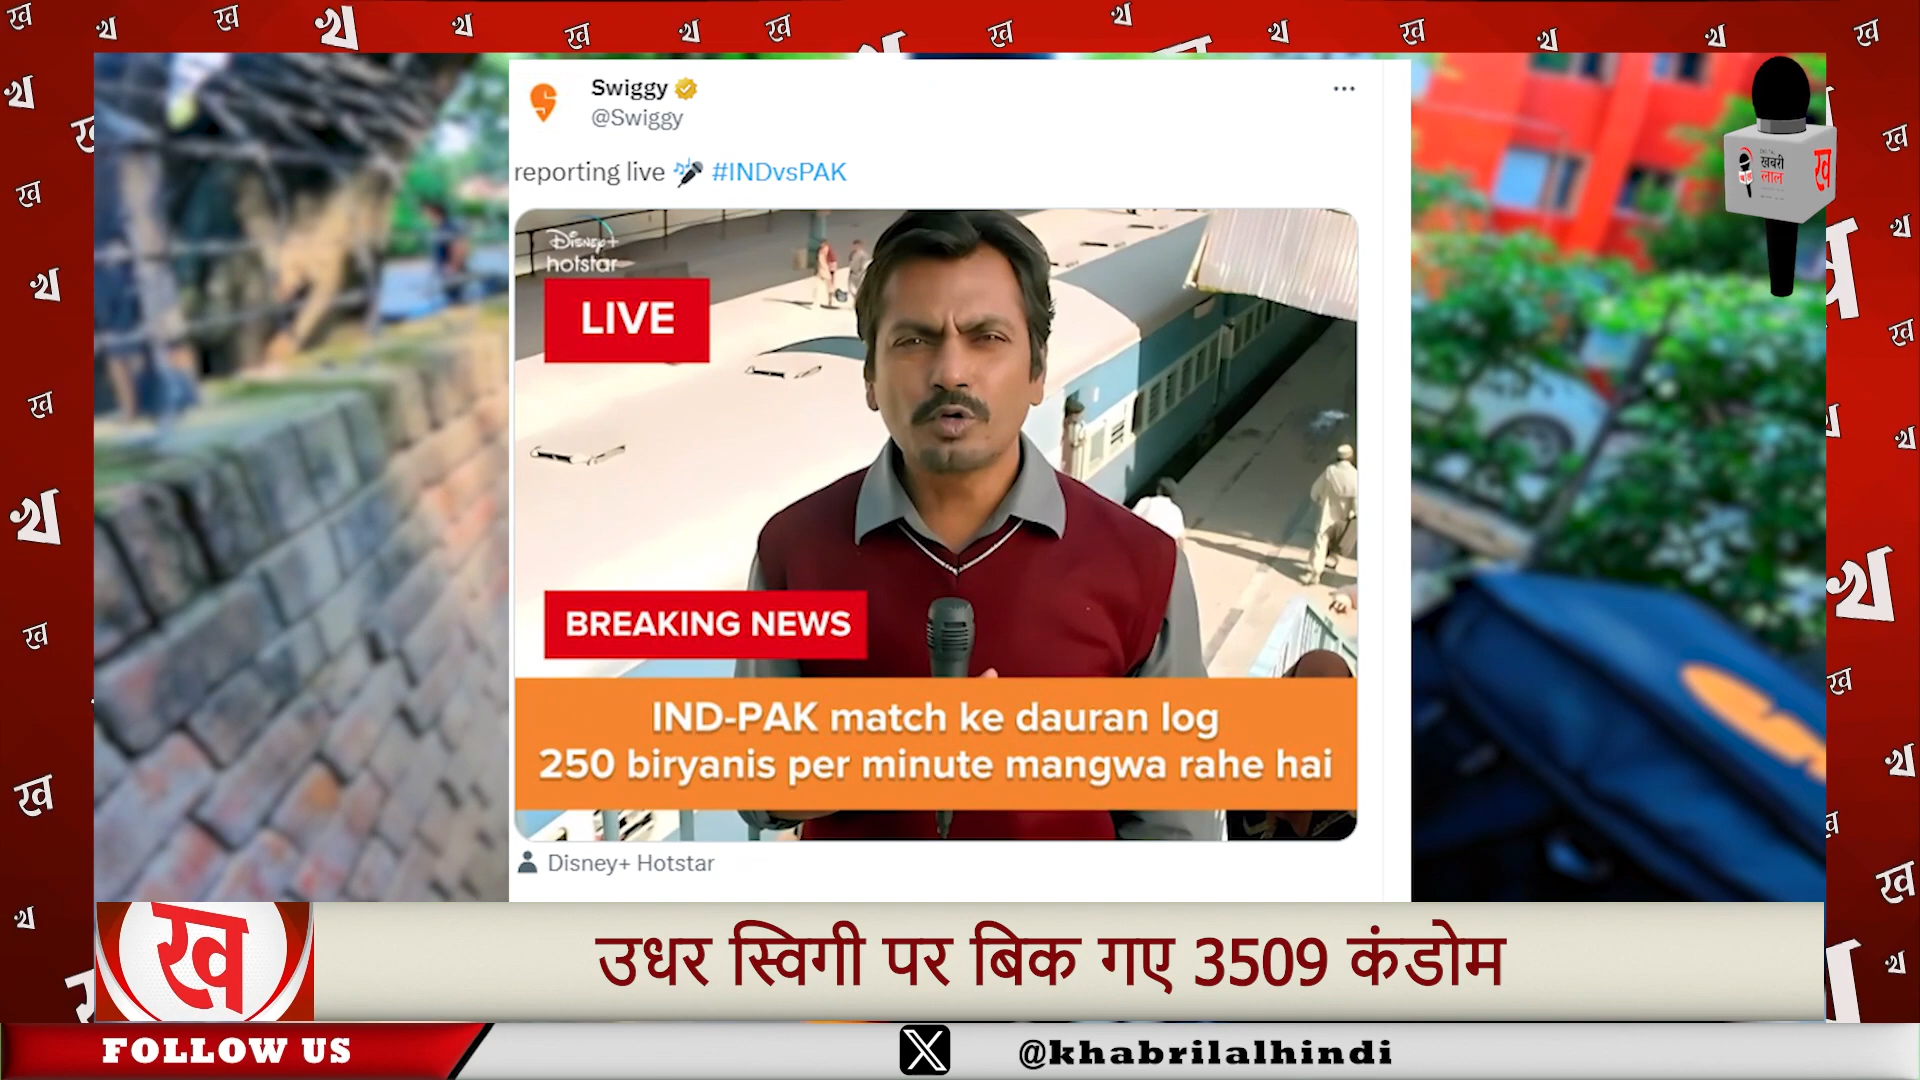 Swiggy
@Swiggy
reporting live #INDvsPAK
Disney+
hotstar
LIVE
BREAKING NEWS
IND-PAK match ke dauran log
250 biryanis per minute mangwa rahe hai
Disney+ Hotstar
खबरी
लाल
ख
ख
उधर स्विगी पर बिक गए 3509 कंडोम
FOLLOW US
@khabrilalhindi